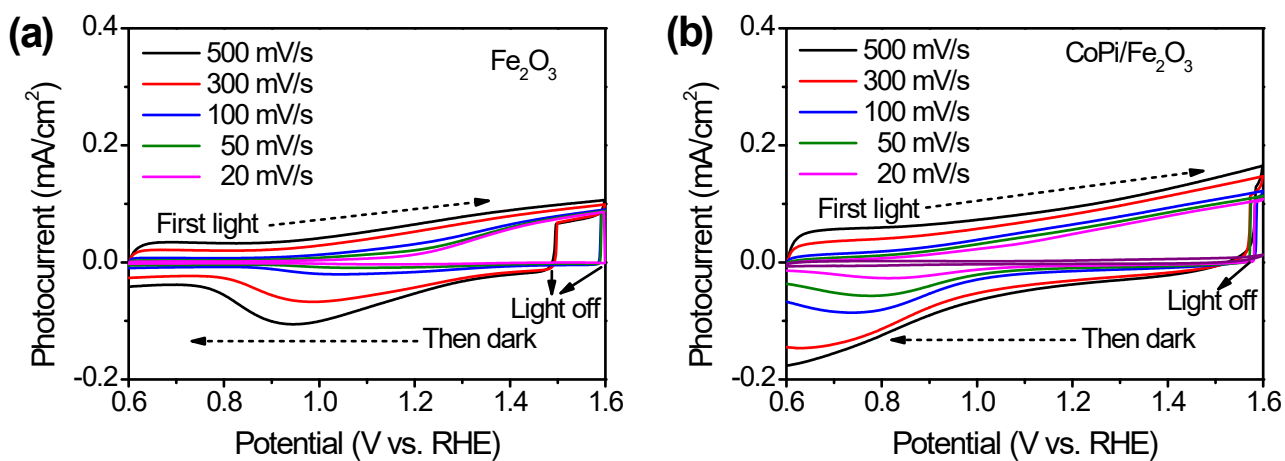 (a)
0.4
0.2
0.0
-0.2
Photocurrent (mA/cm²)
500 mV/s
300 mV/s
100 mV/s
50 mV/s
20 mV/s
Fe₂O₃
First light
Light off
Then dark
0.6 0.8 1.0 1.2 1.4 1.6
Potential (V vs. RHE)
(b)
0.4
0.2
0.0
-0.2
Photocurrent (mA/cm²)
500 mV/s
300 mV/s
100 mV/s
50 mV/s
20 mV/s
CoPi/Fe₂O₃
First light
Light off
Then dark
0.6 0.8 1.0 1.2 1.4 1.6
Potential (V vs. RHE)